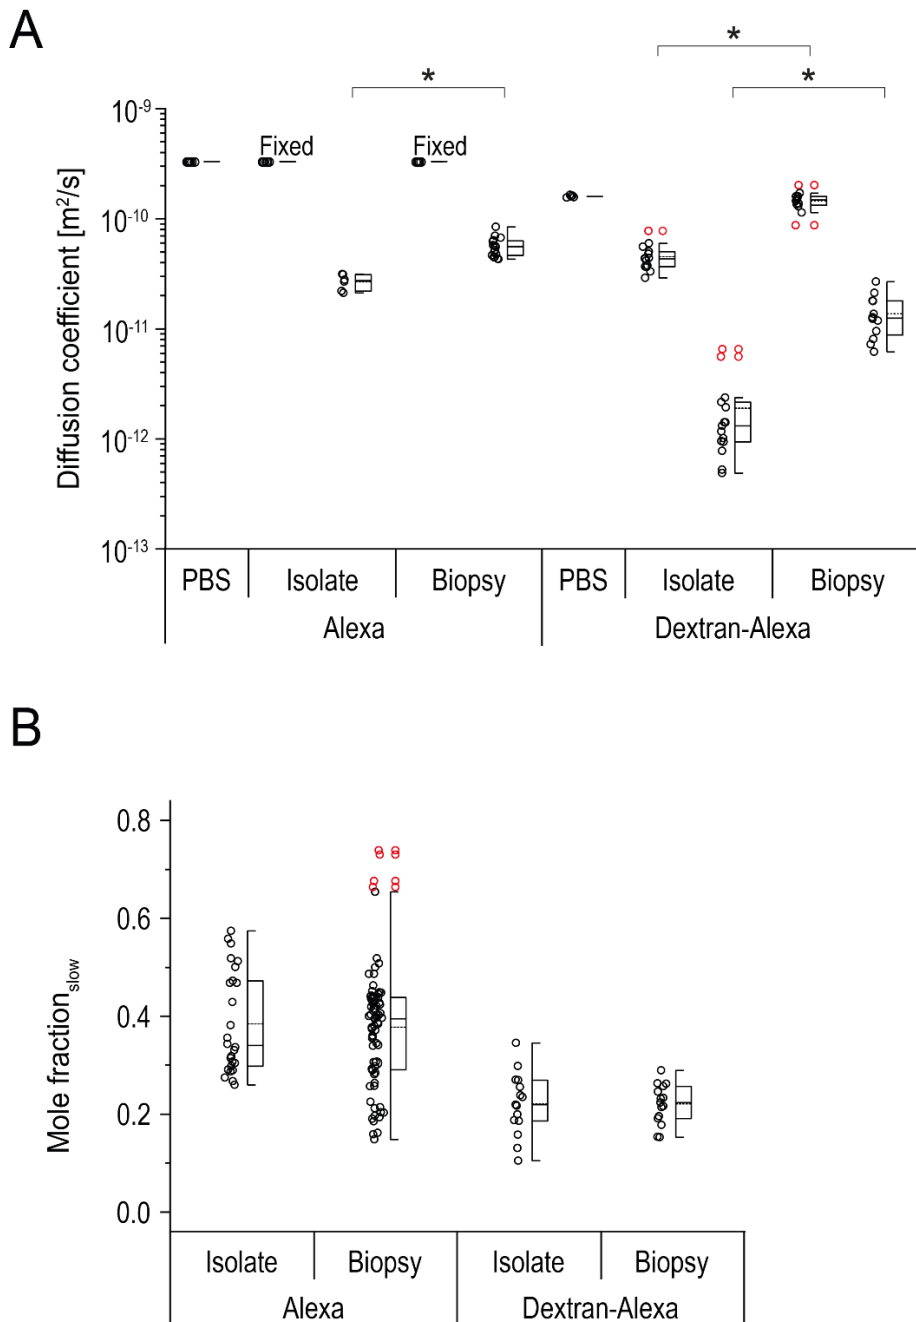 A
*
*
*
10⁻⁹
Fixed
Fixed
10⁻¹⁰
10⁻¹¹
10⁻¹²
10⁻¹³
Diffusion coefficient [m²/s]
PBS Isolate Biopsy PBS Isolate Biopsy
Alexa Dextran-Alexa
B
0.8
0.6
0.4
0.2
0.0
Mole fraction_slow
Isolate Biopsy Isolate Biopsy
Alexa Dextran-Alexa